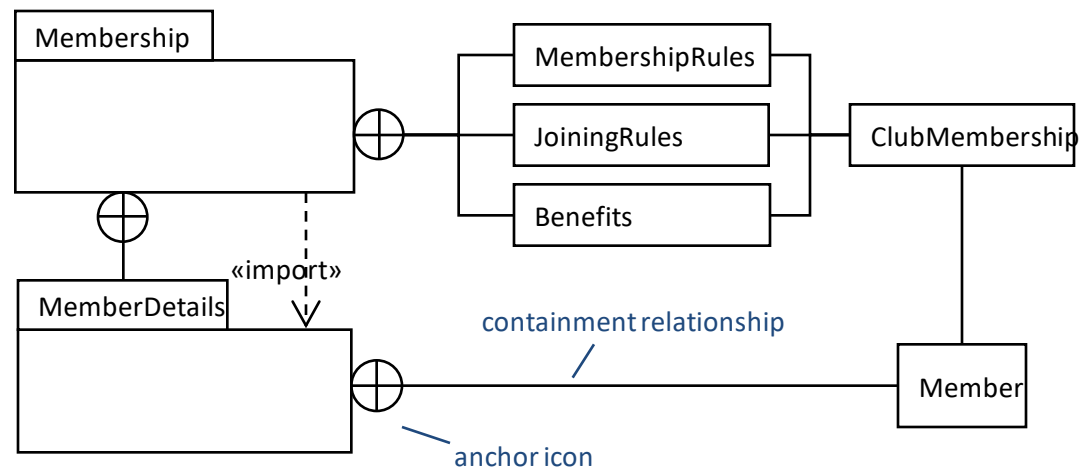 Membership
MembershipRules
JoiningRules
ClubMembership
Benefits
«import»
MemberDetails
containment relationship
Member
anchor icon